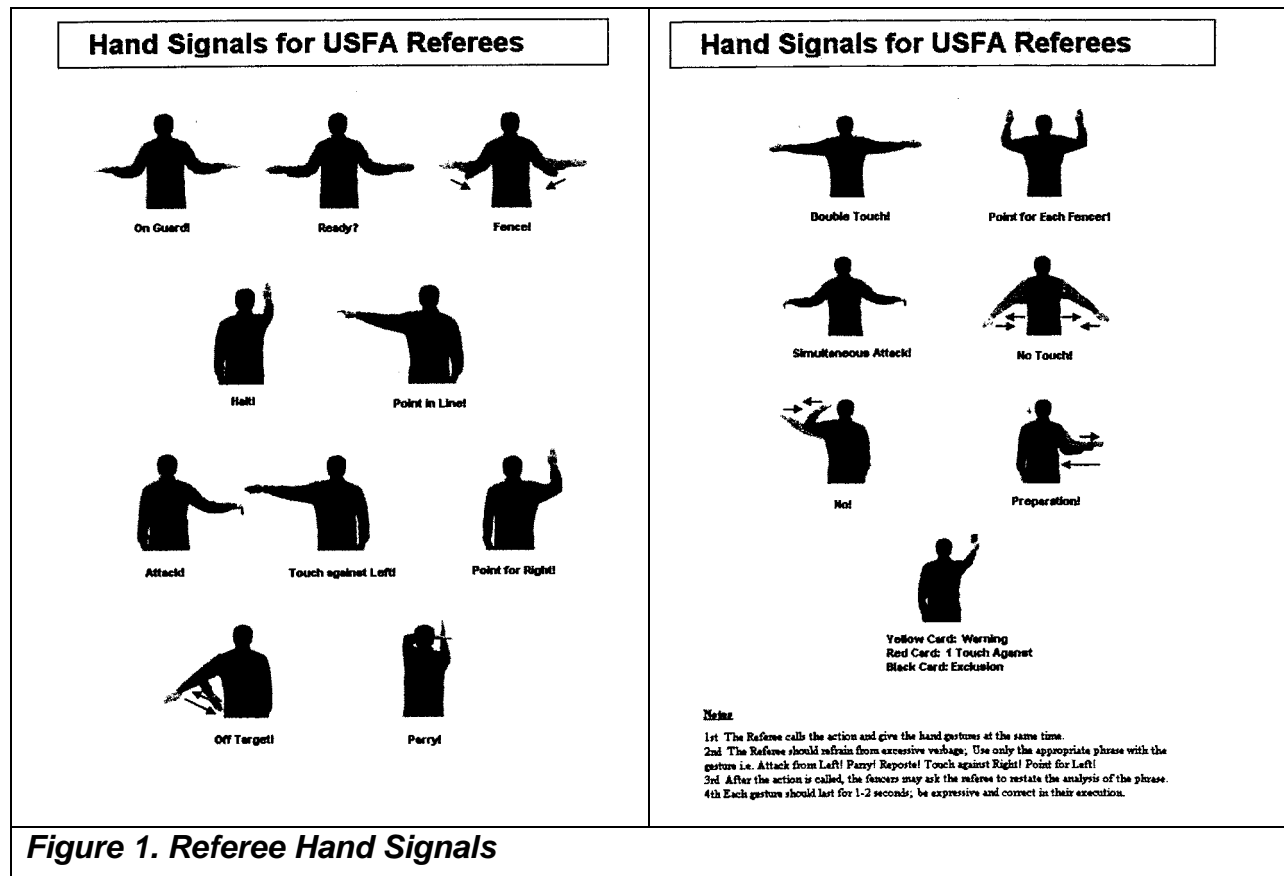 Hand Signals for USFA Referees
On Guard!
Ready?
Fence!
Halt!
Point in Line!
Attack!
Touch against Left!
Point for Right!
Off Target!
Parry!
Hand Signals for USFA Referees
Double Touch!
Point for Each Fencer!
Simultaneous Attack!
No Touch!
No!
Preparation!
Yellow Card: Warning
Red Card: 1 Touch Against
Black Card: Exclusion
Notes
1st The Referee calls the action and give the hand gestures at the same time.
2nd The Referee should refrain from excessive verbage; Use only the appropriate phrase with the
gesture i.e. Attack from Left! Parry! Reposte! Touch against Right! Point for Left!
3rd After the action is called, the fencers may ask the referee to restate the analysis of the phrase.
4th Each gesture should last for 1-2 seconds; be expressive and correct in their execution.
Figure 1. Referee Hand Signals